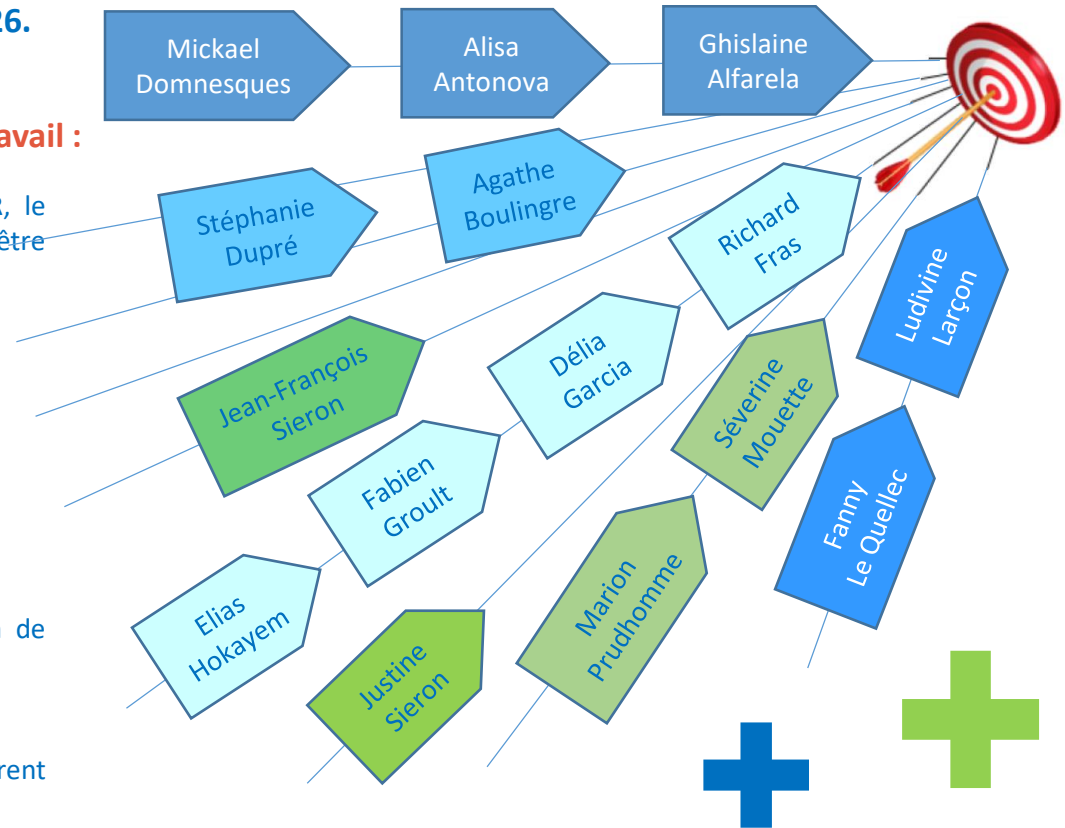 26.
avail :
R, le
être
n de
rent
Mickael
Domnesques
Alisa
Antonova
Ghislaine
Alfarela
Stéphanie
Dupré
Agathe
Boulingre
Richard
Fras
Ludivine
Larçon
Jean-François
Sieron
Délia
Garcia
Séverine
Mouette
Fabien
Groult
Fanny
Le Quellec
Elias
Hokayem
Justine
Sieron
Marion
Prudhomme